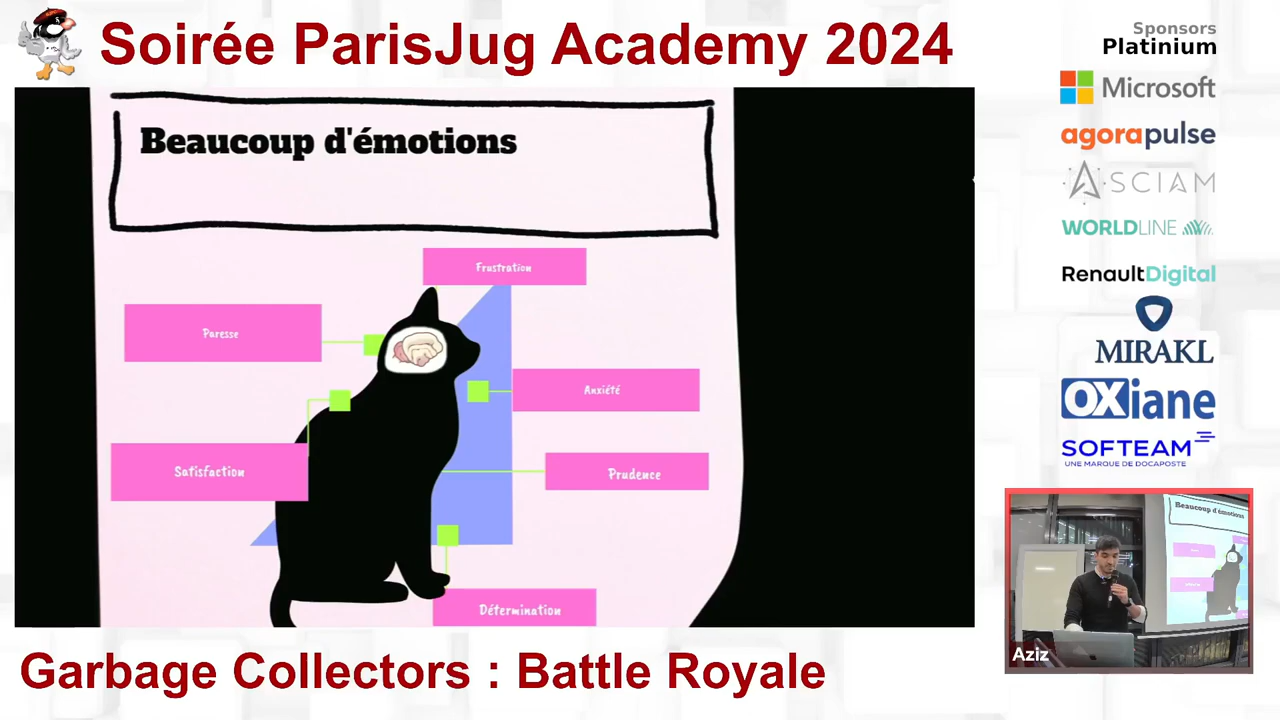 Soirée ParisJug Academy 2024
Sponsors
Platinium
Microsoft
agorapulse
ASCIAM
WORLDLINE
RenaultDigital
MIRAKL
OXiane
SOFTEAM
UNE MARQUE DE DOCAPOSTE
Beaucoup d'émotions
Frustration
Paresse
Anxiété
Satisfaction
Prudence
Détermination
Beaucoup d'émotions
Aziz
Garbage Collectors : Battle Royale